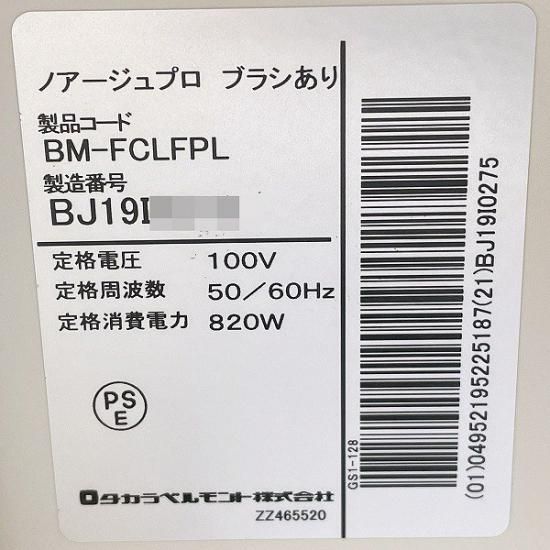 ノアージュプロ ブラシあり
製品コード
BM-FCLFPL
製造番号
BJ19I
定格電圧 100V
定格周波数 50/60Hz
定格消費電力 820W
PS
E
タカラベルモント株式会社
ZZ465520
GS1-128
(01)04952195225187(21)BJ19I0275